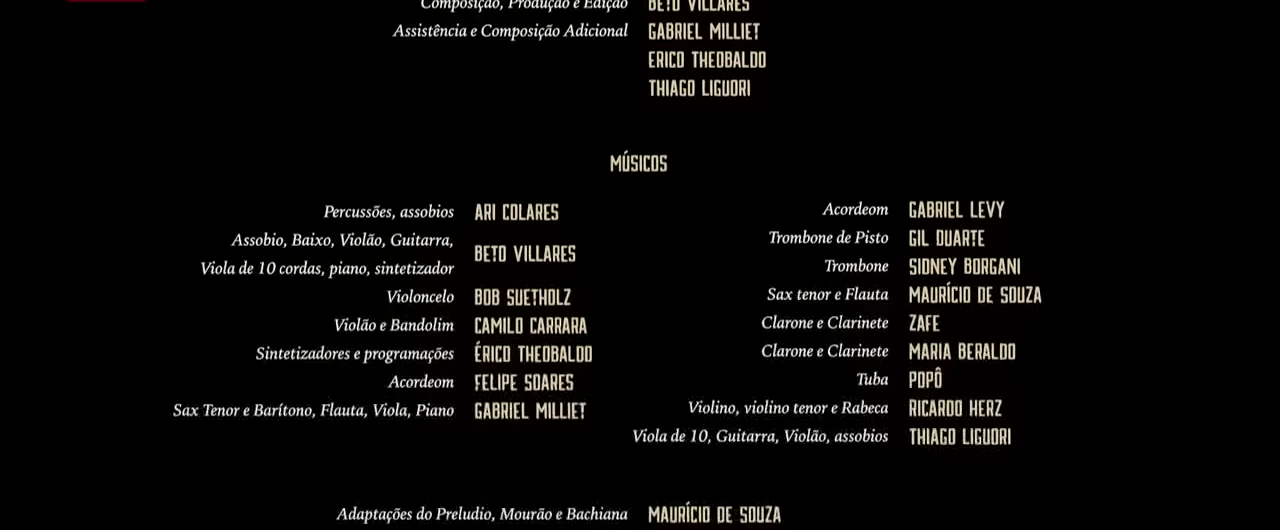 Composição, Produção e Edição BETO VILLARES
Assistência e Composição Adicional GABRIEL MILLIET
ERICO THEOBALDO
THIAGO LIGUORI
MÚSICOS
Percussões, assobios ARI COLARES
Assobio, Baixo, Violão, Guitarra,
Viola de 10 cordas, piano, sintetizador BETO VILLARES
Violoncelo BOB SUETHOLZ
Violão e Bandolim CAMILO CARRARA
Sintetizadores e programações ÉRICO THEOBALDO
Acordeom FELIPE SOARES
Sax Tenor e Barítono, Flauta, Viola, Piano GABRIEL MILLIET
Acordeom GABRIEL LEVY
Trombone de Pisto GIL DUARTE
Trombone SIDNEY BORGANI
Sax tenor e Flauta MAURÍCIO DE SOUZA
Clarone e Clarinete ZAFE
Clarone e Clarinete MARIA BERALDO
Tuba POPÔ
Violino, violino tenor e Rabeca RICARDO HERZ
Viola de 10, Guitarra, Violão, assobios THIAGO LIGUORI
Adaptações do Preludio, Mourão e Bachiana MAURÍCIO DE SOUZA